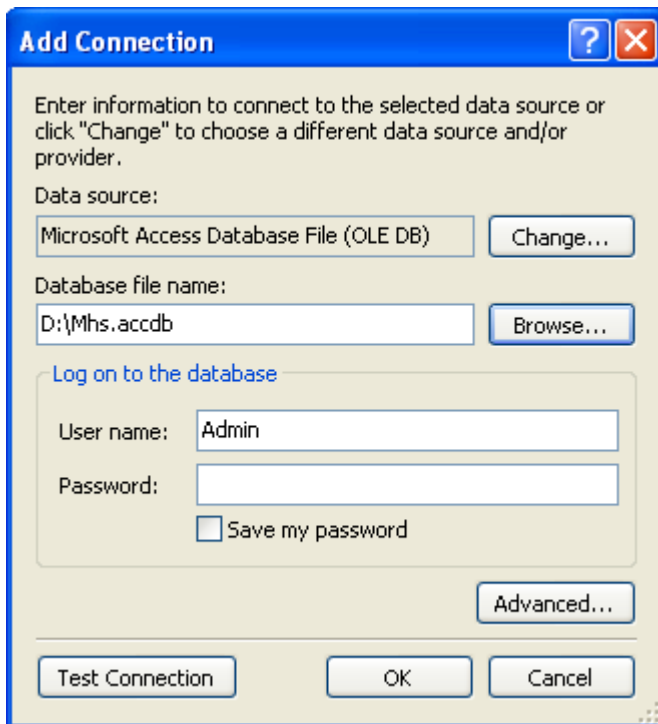 Add Connection
Enter information to connect to the selected data source or
click "Change" to choose a different data source and/or
provider.
Data source:
Microsoft Access Database File (OLE DB)
Change...
Database file name:
D:\Mhs.accdb
Browse...
Log on to the database
User name:
Admin
Password:
Save my password
Advanced...
Test Connection
OK
Cancel